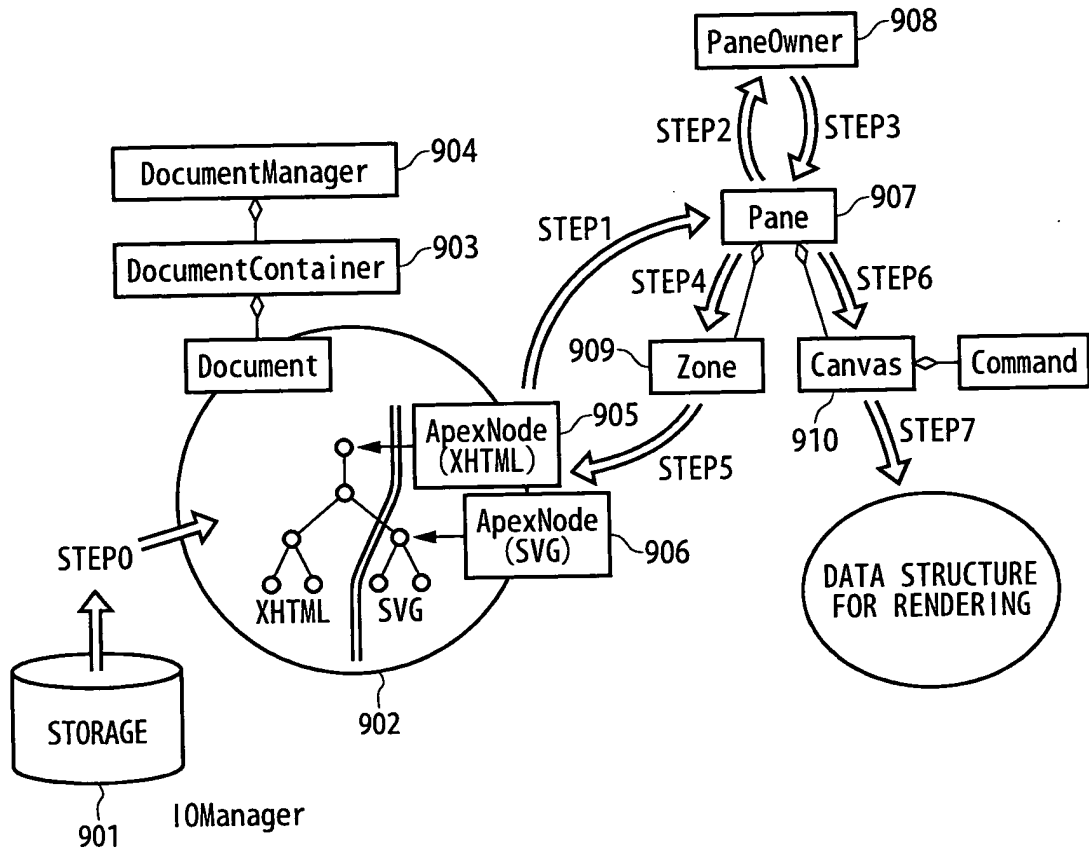 PaneOwner
908
STEP2
STEP3
DocumentManager
904
Pane
907
DocumentContainer
903
STEP1
STEP4
STEP6
Document
909
Zone
Canvas
Command
ApexNode
(XHTML)
905
910
STEP5
STEP7
ApexNode
(SVG)
906
STEP0
XHTML
SVG
DATA STRUCTURE
FOR RENDERING
STORAGE
902
901
IOManager